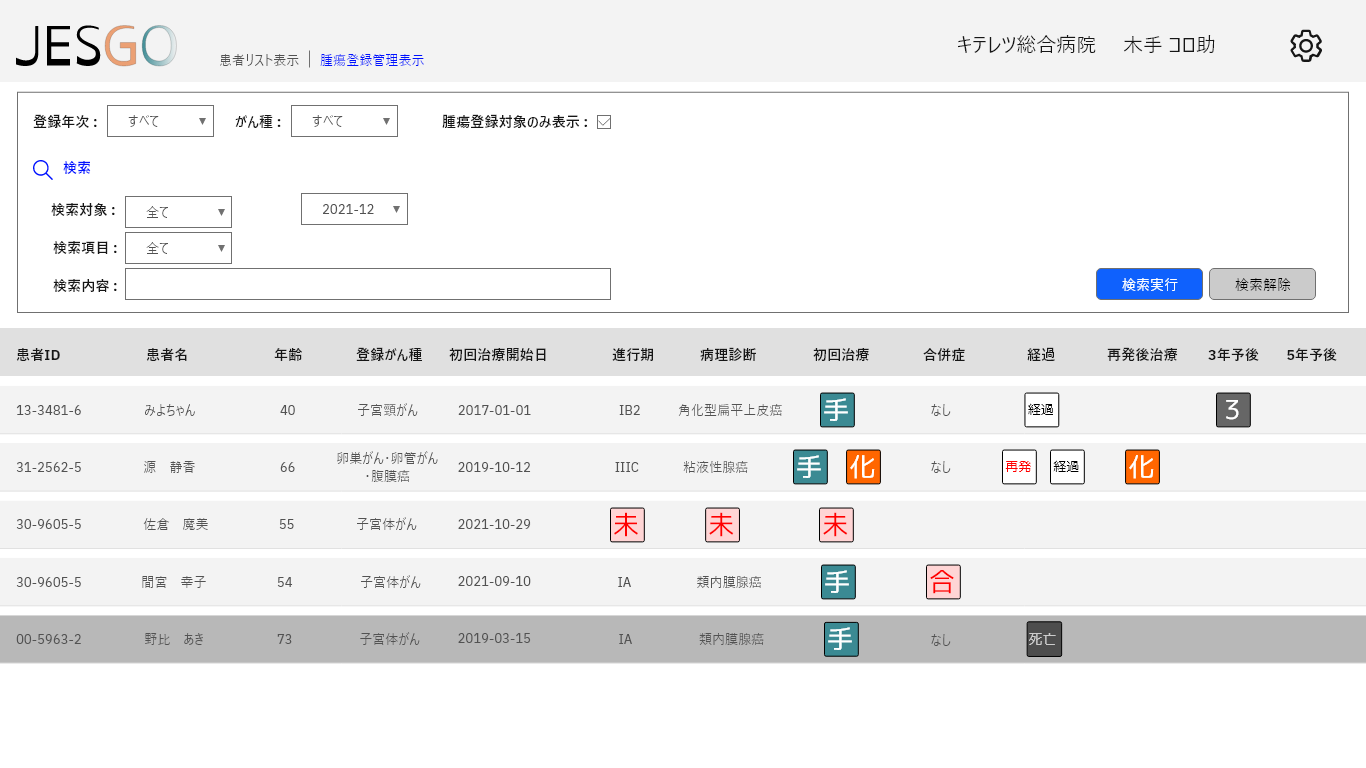 JESGO
患者リスト表示 | 腫瘍登録管理表示
キテレツ総合病院 木手 コロ助
登録年次： すべて ▼ がん種： すべて ▼ 腫瘍登録対象のみ表示：
検索
検索対象： 全て ▼ 2021-12 ▼
検索項目： 全て ▼
検索内容：
検索実行 検索解除
患者ID 患者名 年齢 登録がん種 初回治療開始日 進行期 病理診断 初回治療 合併症 経過 再発後治療 3年予後 5年予後
13-3481-6 みよちゃん 40 子宮頸がん 2017-01-01 IB2 角化型扁平上皮癌 手 なし 経過 3
31-2562-5 源　静香 66 卵巣がん・卵管がん
・腹膜癌 2019-10-12 IIIC 粘液性腺癌 手 化 なし 再発 経過 化
30-9605-5 佐倉　魔美 55 子宮体がん 2021-10-29 未 未 未
30-9605-5 間宮　幸子 54 子宮体がん 2021-09-10 IA 類内膜腺癌 手 合
00-5963-2 野比　あき 73 子宮体がん 2019-03-15 IA 類内膜腺癌 手 なし 死亡